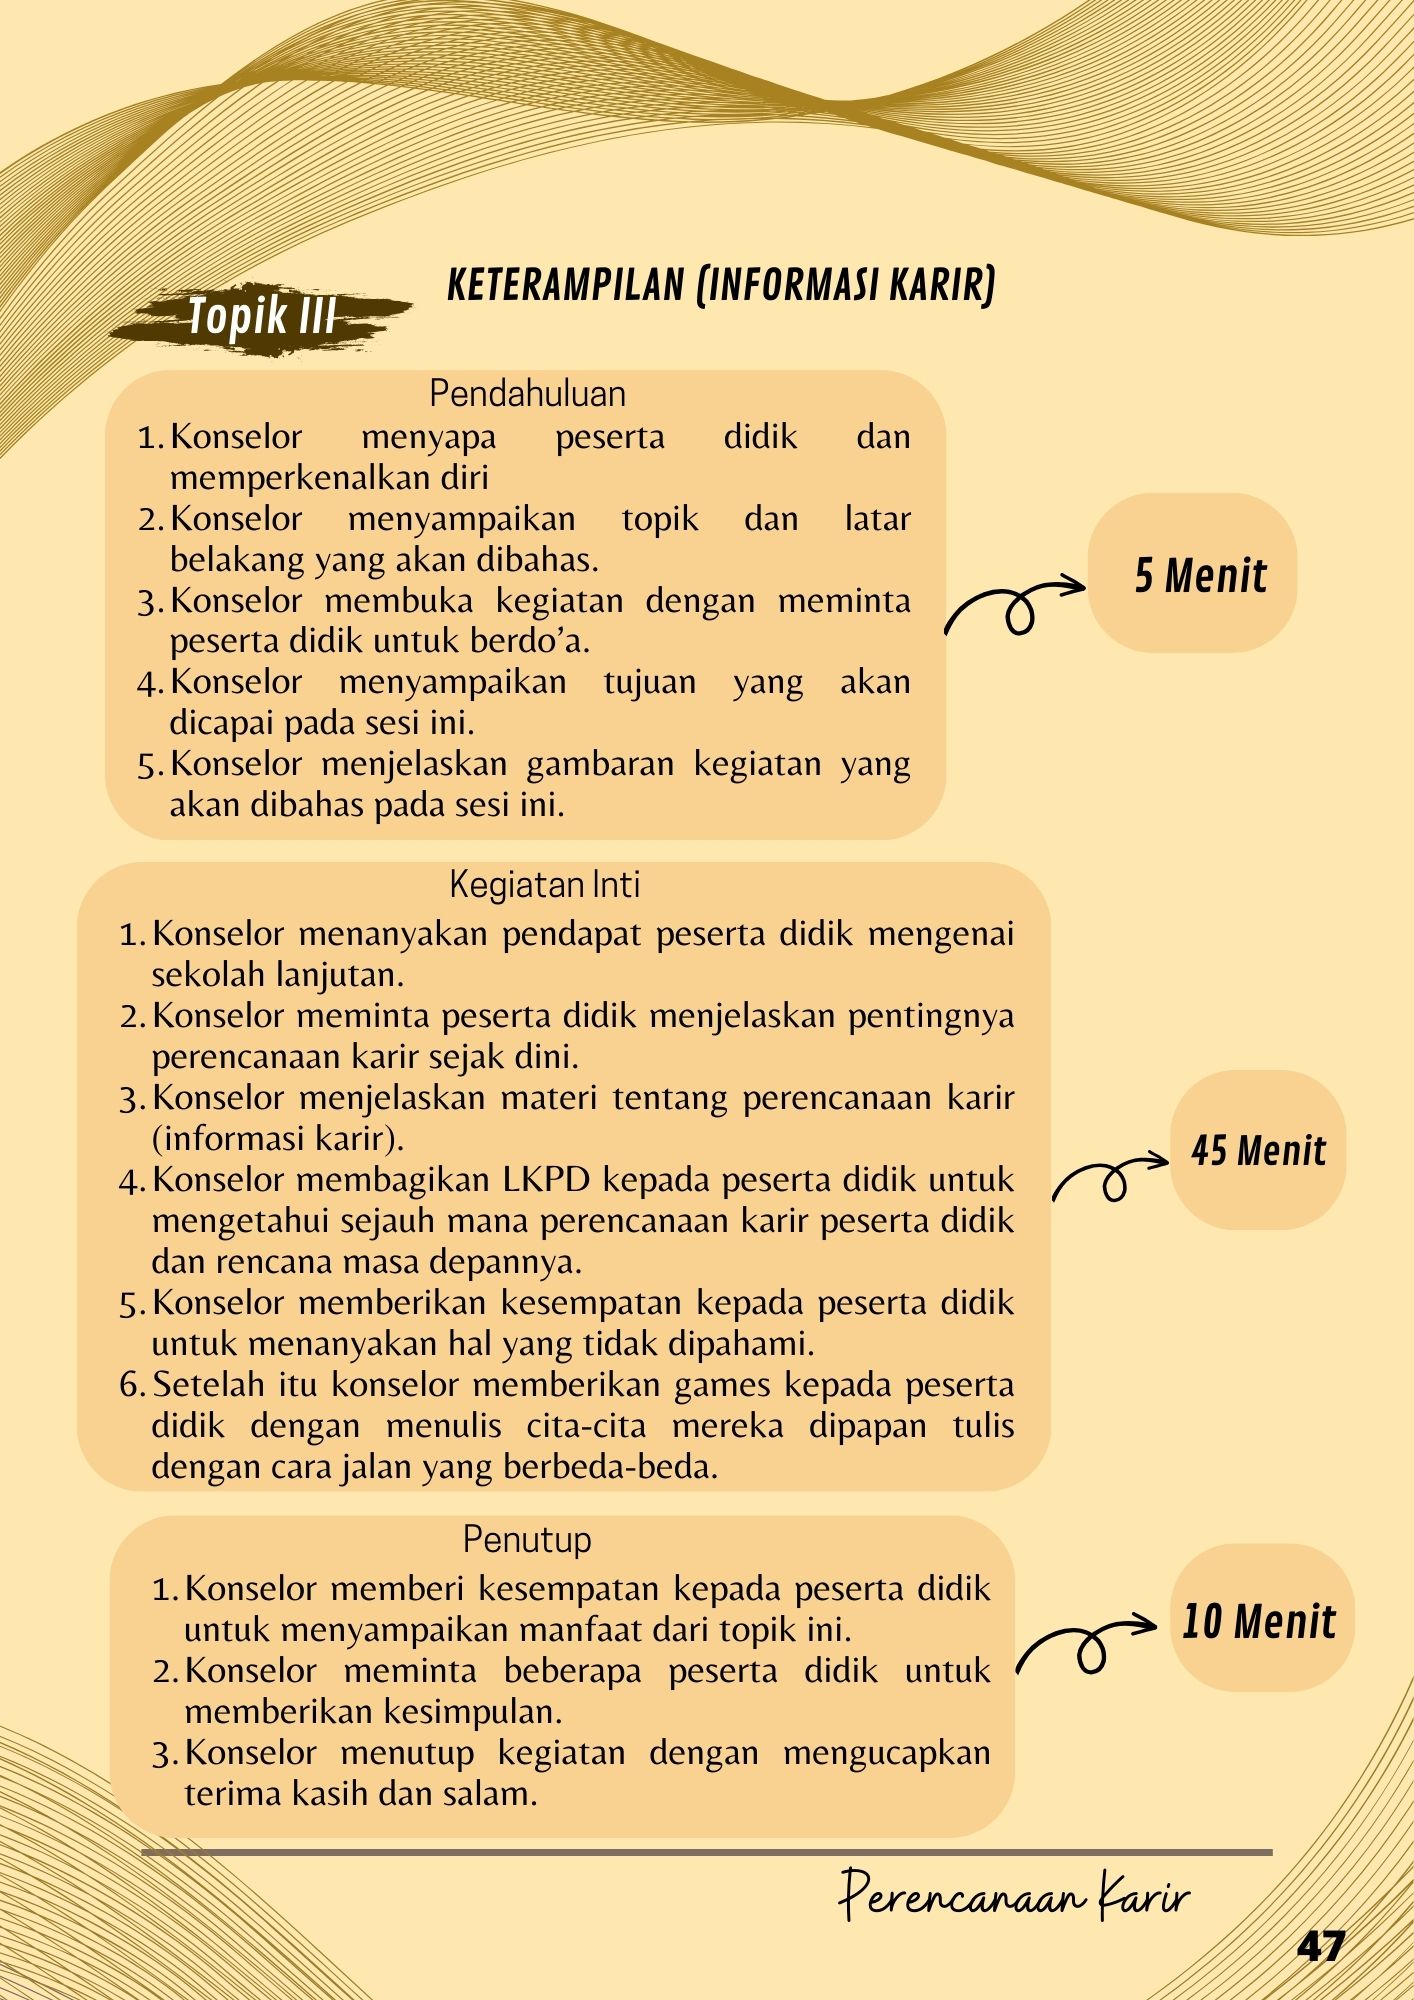 KETERAMPILAN (INFORMASI KARIR)
Topik III
Pendahuluan
1. Konselor menyapa peserta didik dan
memperkenalkan diri
2. Konselor menyampaikan topik dan latar
belakang yang akan dibahas.
3. Konselor membuka kegiatan dengan meminta
peserta didik untuk berdo’a.
4. Konselor menyampaikan tujuan yang akan
dicapai pada sesi ini.
5. Konselor menjelaskan gambaran kegiatan yang
akan dibahas pada sesi ini.
5 Menit
Kegiatan Inti
1. Konselor menanyakan pendapat peserta didik mengenai
sekolah lanjutan.
2. Konselor meminta peserta didik menjelaskan pentingnya
perencanaan karir sejak dini.
3. Konselor menjelaskan materi tentang perencanaan karir
(informasi karir).
4. Konselor membagikan LKPD kepada peserta didik untuk
mengetahui sejauh mana perencanaan karir peserta didik
dan rencana masa depannya.
5. Konselor memberikan kesempatan kepada peserta didik
untuk menanyakan hal yang tidak dipahami.
6. Setelah itu konselor memberikan games kepada peserta
didik dengan menulis cita-cita mereka dipapan tulis
dengan cara jalan yang berbeda-beda.
45 Menit
Penutup
1. Konselor memberi kesempatan kepada peserta didik
untuk menyampaikan manfaat dari topik ini.
2. Konselor meminta beberapa peserta didik untuk
memberikan kesimpulan.
3. Konselor menutup kegiatan dengan mengucapkan
terima kasih dan salam.
10 Menit
Perencanaan Karir
47